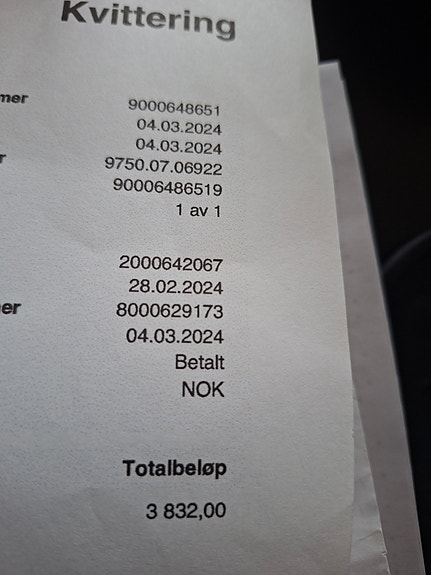 Kvittering
mer 9000648651
04.03.2024
04.03.2024
r 9750.07.06922
90006486519
1 av 1
2000642067
28.02.2024
er 8000629173
04.03.2024
Betalt
NOK
Totalbeløp
3 832,00